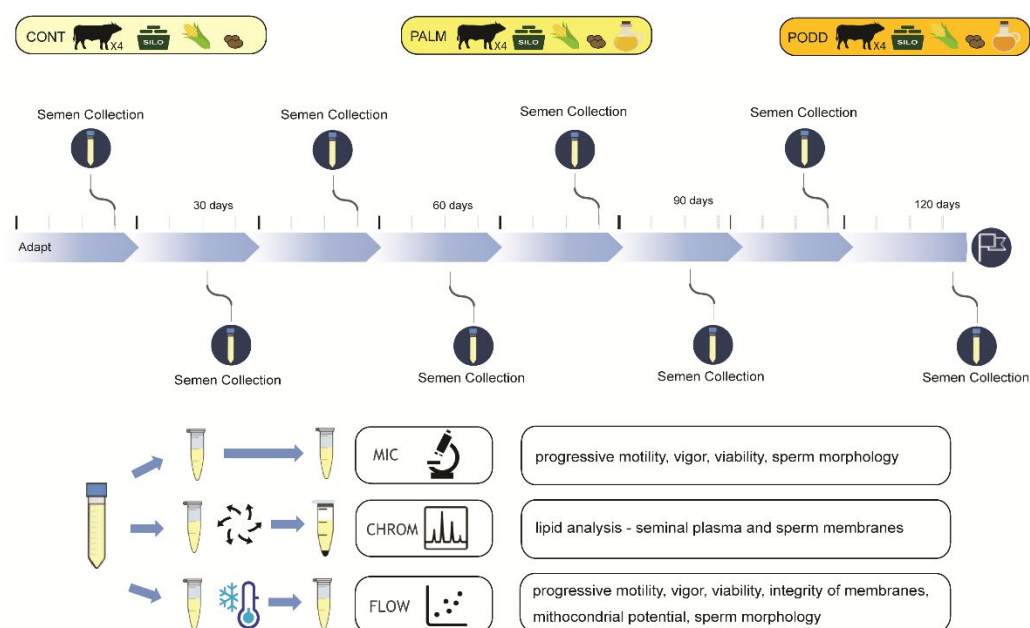 CONT X4 SILO
PALM X4 SILO
PODD X4 SILO
Semen Collection
Semen Collection
Semen Collection
Semen Collection
30 days
60 days
90 days
120 days
Adapt
Semen Collection
Semen Collection
Semen Collection
Semen Collection
MIC
progressive motility, vigor, viability, sperm morphology
CHROM
lipid analysis - seminal plasma and sperm membranes
FLOW
progressive motility, vigor, viability, integrity of membranes,
mithocondrial potential, sperm morphology